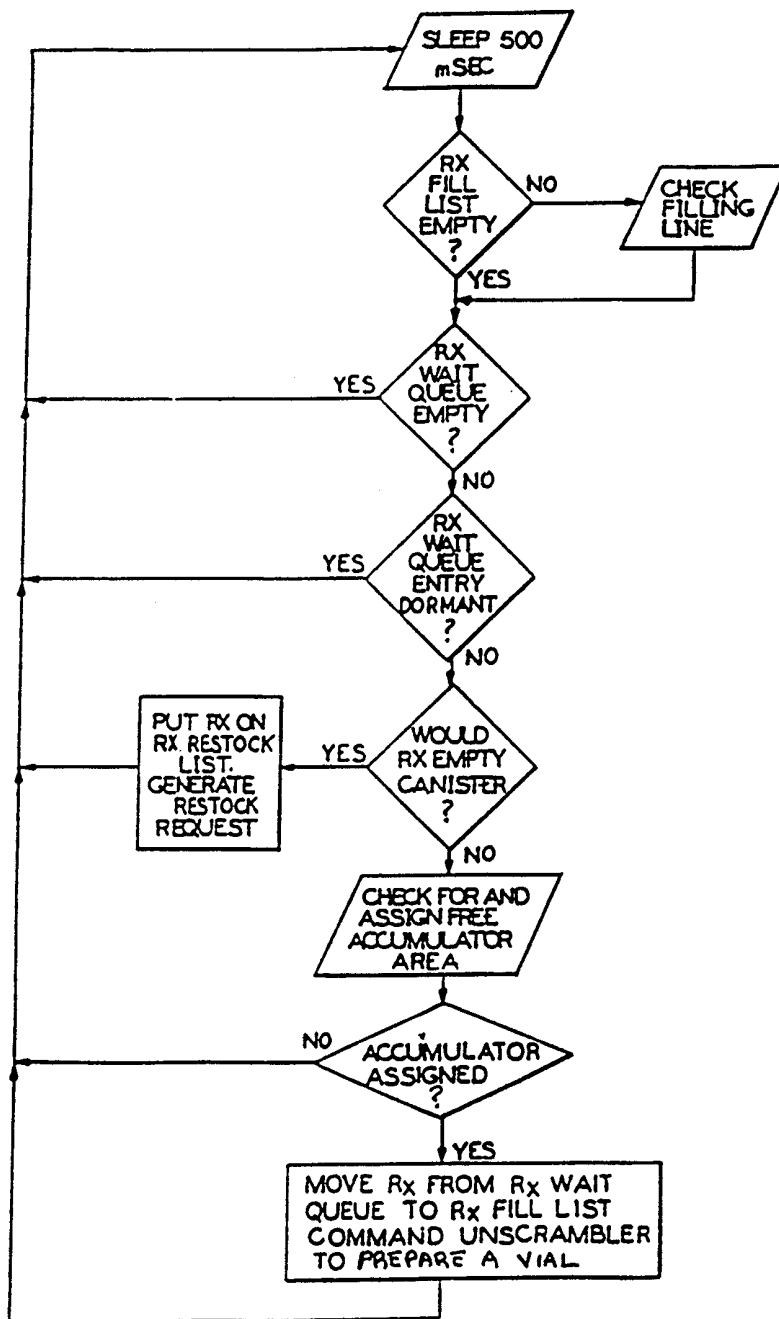 SLEEP 500
mSEC
RX
FILL
LIST
EMPTY
?
NO
CHECK
FILLING
LINE
YES
RX
WAIT
QUEUE
EMPTY
?
YES
NO
RX
WAIT
QUEUE
ENTRY
DORMANT
?
YES
NO
WOULD
RX EMPTY
CANISTER
?
YES
PUT RX ON
RX. RESTOCK
LIST.
GENERATE
RESTOCK
REQUEST
NO
CHECK FOR AND
ASSIGN FREE
ACCUMULATOR
AREA
NO
ACCUMULATOR
ASSIGNED
?
YES
MOVE Rx FROM Rx WAIT
QUEUE TO Rx FILL LIST
COMMAND UNSCRAMBLER
TO PREPARE A VIAL